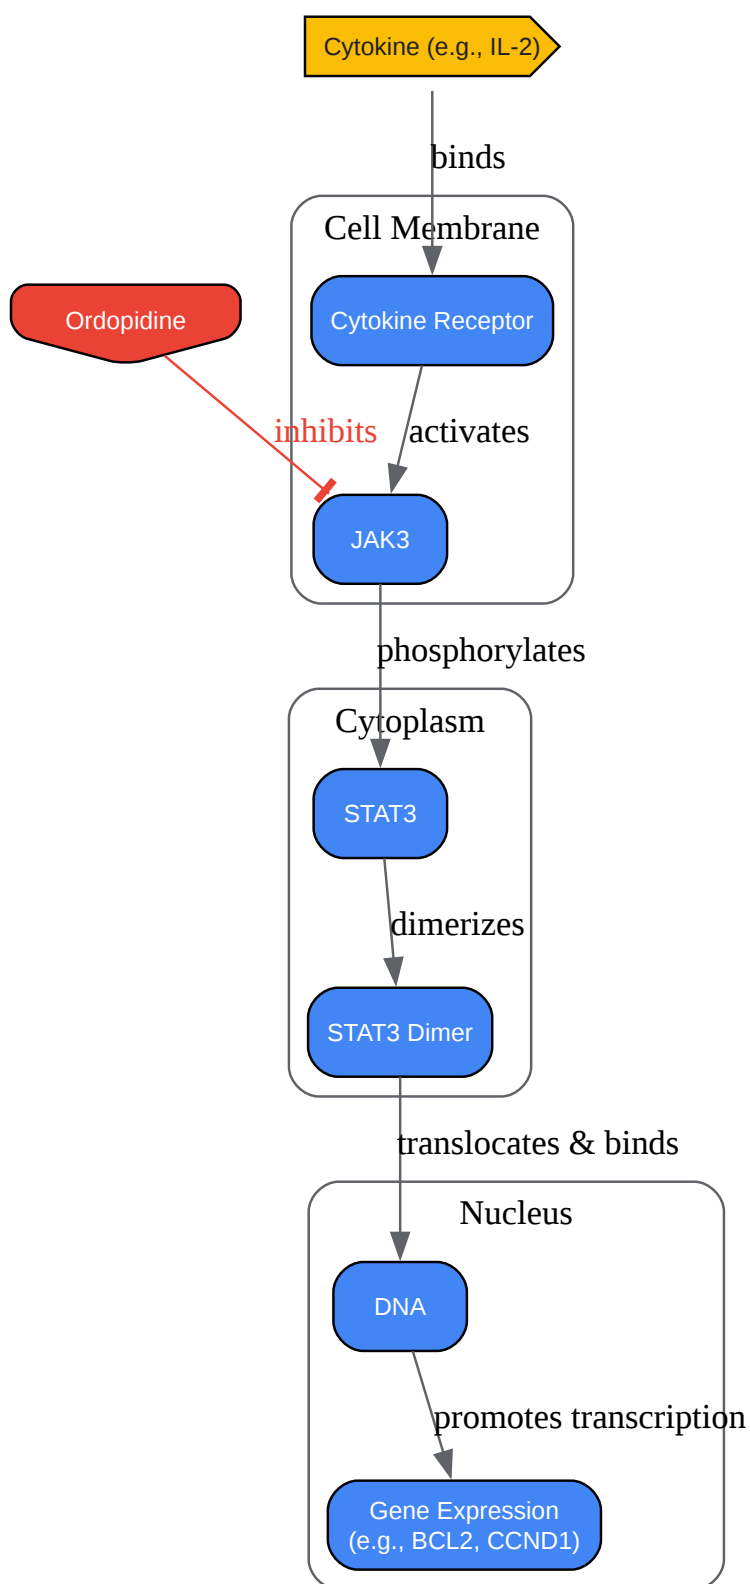 Cytokine (e.g., IL-2)
binds
Cell Membrane
Ordopidine
Cytokine Receptor
inhibits
activates
JAK3
phosphorylates
Cytoplasm
STAT3
dimerizes
STAT3 Dimer
translocates & binds
Nucleus
DNA
promotes transcription
Gene Expression
(e.g., BCL2, CCND1)